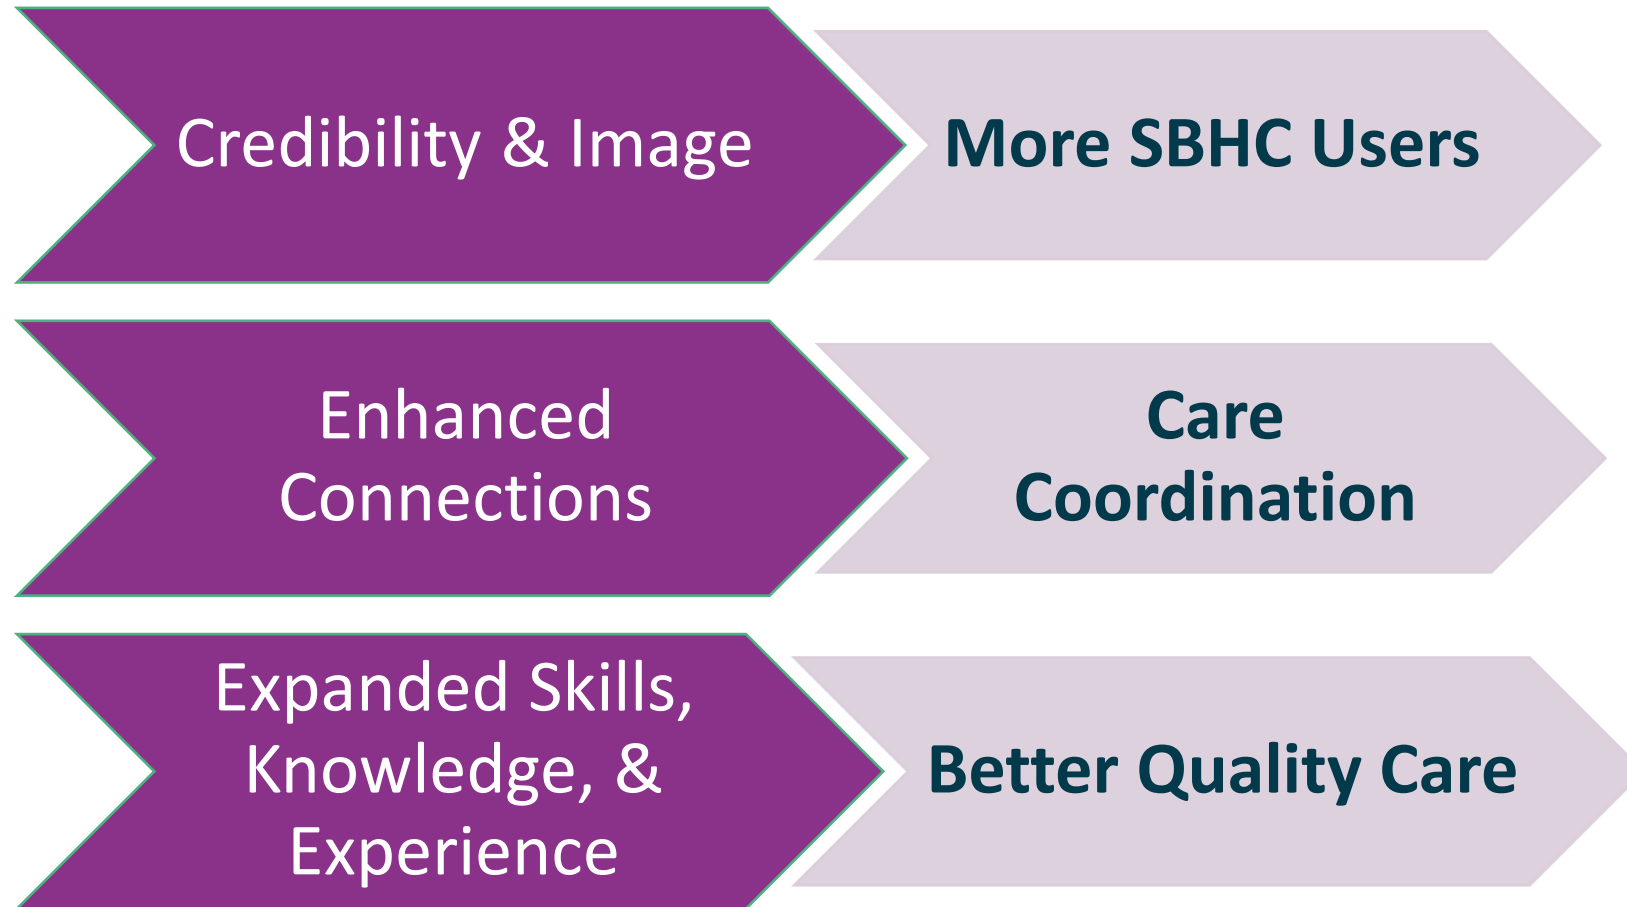 Credibility & Image
More SBHC Users
Enhanced
Connections
Care
Coordination
Expanded Skills,
Knowledge, &
Experience
Better Quality Care